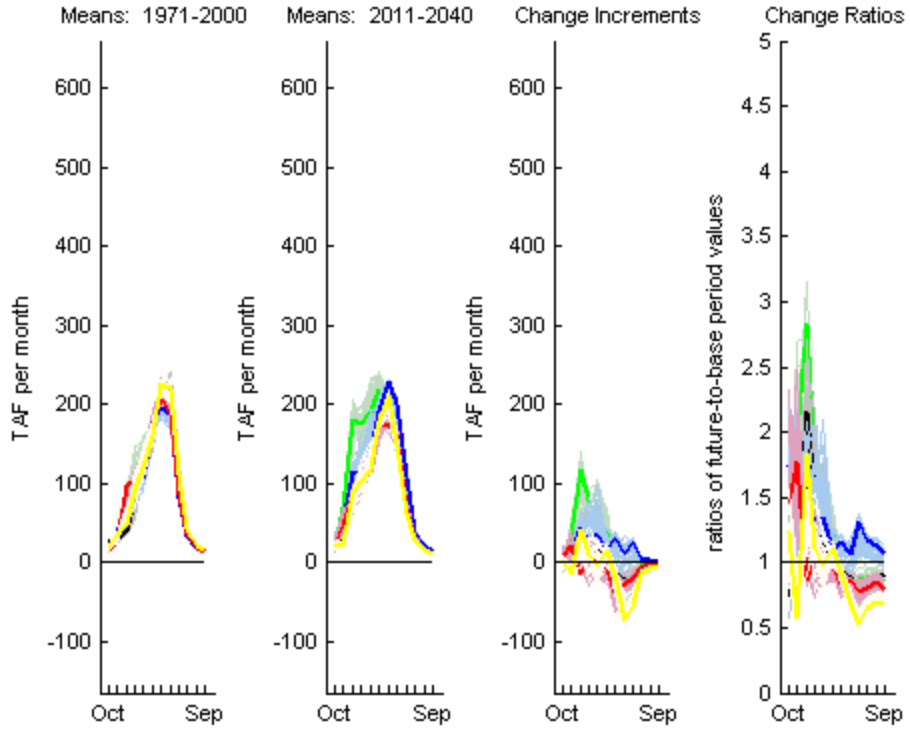 Means: 1971-2000
Means: 2011-2040
Change Increments
Change Ratios
TAF per month
600
500
400
300
200
100
0
-100
Oct
Sep
TAF per month
600
500
400
300
200
100
0
-100
Oct
Sep
TAF per month
600
500
400
300
200
100
0
-100
Oct
Sep
ratios of future-to-base period values
5
4.5
4
3.5
3
2.5
2
1.5
1
0.5
0
Oct
Sep